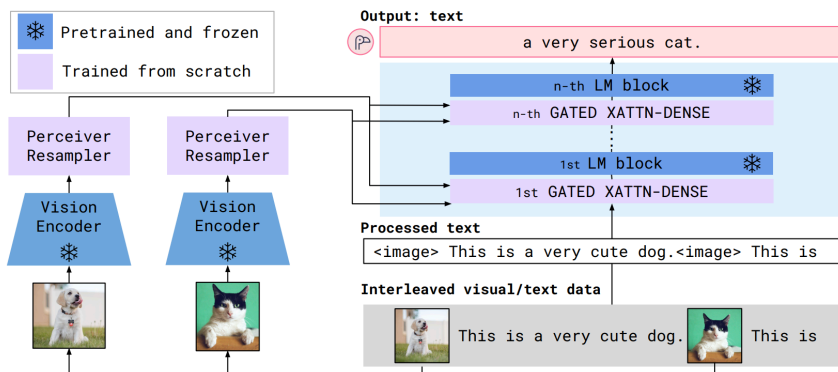 Pretrained and frozen
Trained from scratch
Output: text
a very serious cat.
n-th LM block
n-th GATED XATTN-DENSE
1st LM block
1st GATED XATTN-DENSE
Perceiver
Resampler
Perceiver
Resampler
Vision
Encoder
Vision
Encoder
Processed text
<image> This is a very cute dog.<image> This is
Interleaved visual/text data
This is a very cute dog.
This is